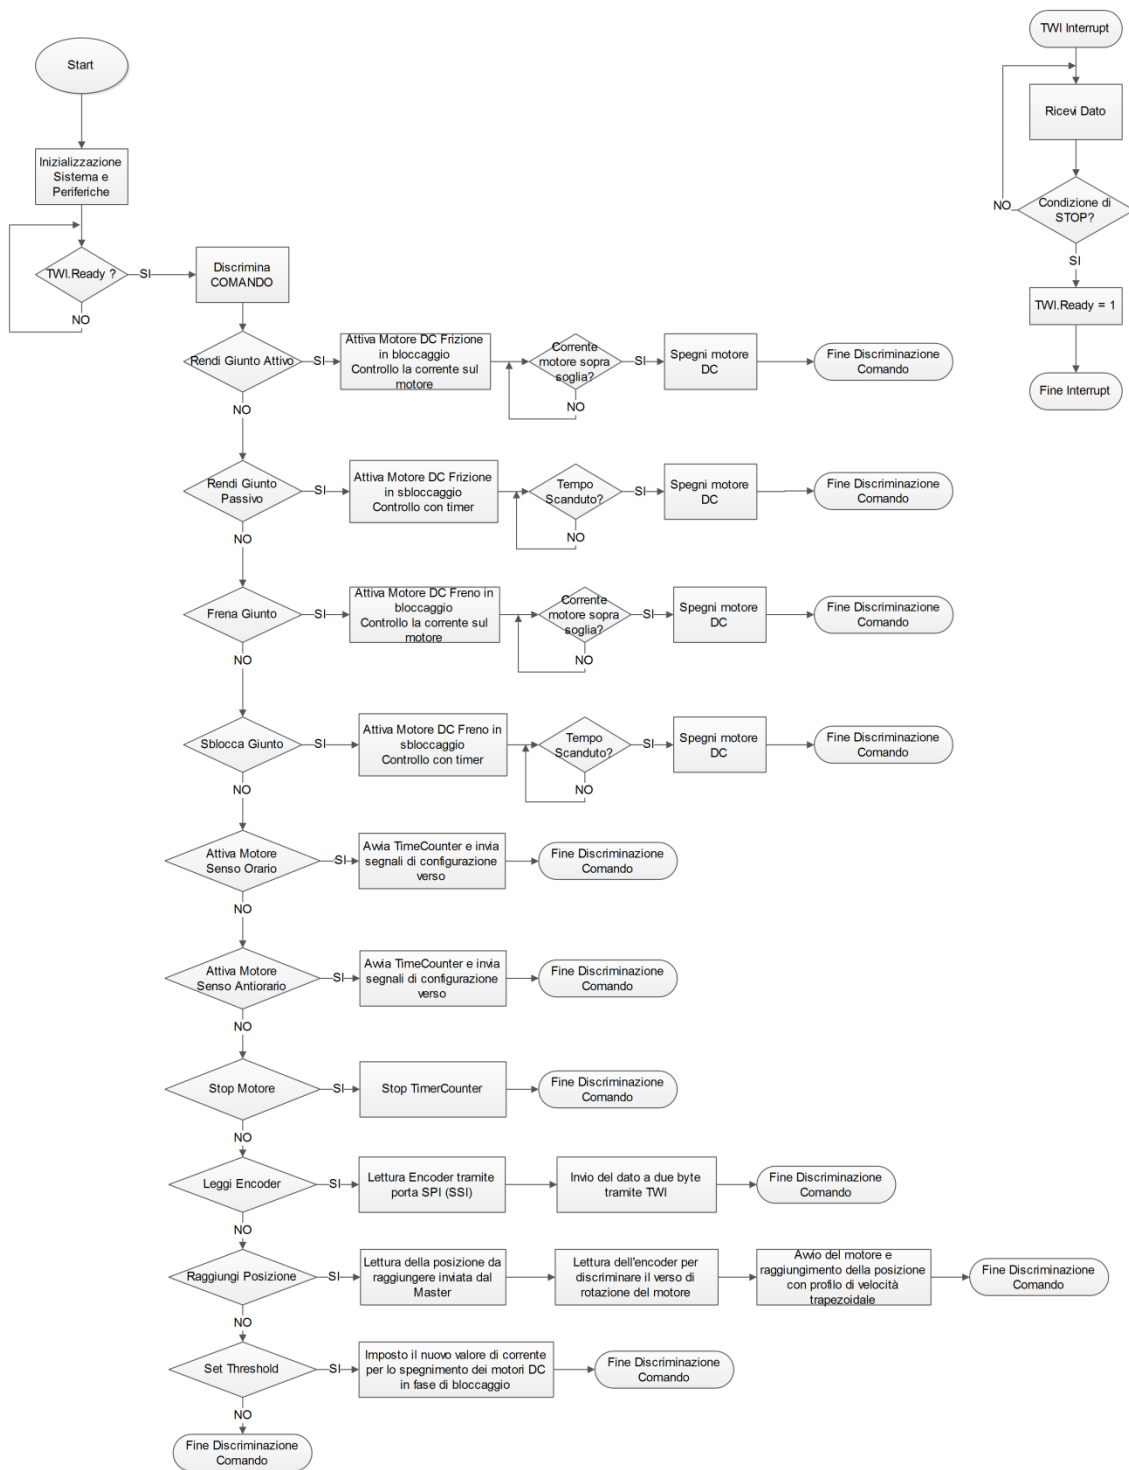 Start
Inizializzazione
Sistema e
Periferiche
TWI.Ready ?
SI
NO
Discrimina
COMANDO
Rendi Giunto Attivo
SI
NO
Attiva Motore DC Frizione
in bloccaggio
Controllo la corrente sul
motore
Corrente
motore sopra
soglia?
SI
NO
Spegni motore
DC
Fine Discriminazione
Comando
Rendi Giunto
Passivo
SI
NO
Attiva Motore DC Frizione
in sbloccaggio
Controllo con timer
Tempo
Scanduto?
SI
NO
Spegni motore
DC
Fine Discriminazione
Comando
Frena Giunto
SI
NO
Attiva Motore DC Freno in
bloccaggio
Controllo la corrente sul
motore
Corrente
motore sopra
soglia?
SI
NO
Spegni motore
DC
Fine Discriminazione
Comando
Sblocca Giunto
SI
NO
Attiva Motore DC Freno in
sbloccaggio
Controllo con timer
Tempo
Scanduto?
SI
NO
Spegni motore
DC
Fine Discriminazione
Comando
Attiva Motore
Senso Orario
SI
NO
Avvia TimeCounter e invia
segnali di configurazione
verso
Fine Discriminazione
Comando
Attiva Motore
Senso Antiorario
SI
NO
Avvia TimeCounter e invia
segnali di configurazione
verso
Fine Discriminazione
Comando
Stop Motore
SI
NO
Stop TimerCounter
Fine Discriminazione
Comando
Leggi Encoder
SI
NO
Lettura Encoder tramite
porta SPI (SSI)
Invio del dato a due byte
tramite TWI
Fine Discriminazione
Comando
Raggiungi Posizione
SI
NO
Lettura della posizione da
raggiungere inviata dal
Master
Lettura dell'encoder per
discriminare il verso di
rotazione del motore
Avvio del motore e
raggiungimento della posizione
con profilo di velocità
trapezoidale
Fine Discriminazione
Comando
Set Threshold
SI
NO
Imposto il nuovo valore di corrente
per lo spegnimento dei motori DC
in fase di bloccaggio
Fine Discriminazione
Comando
Fine Discriminazione
Comando
TWI Interrupt
Ricevi Dato
Condizione di
STOP?
NO
SI
TWI.Ready = 1
Fine Interrupt